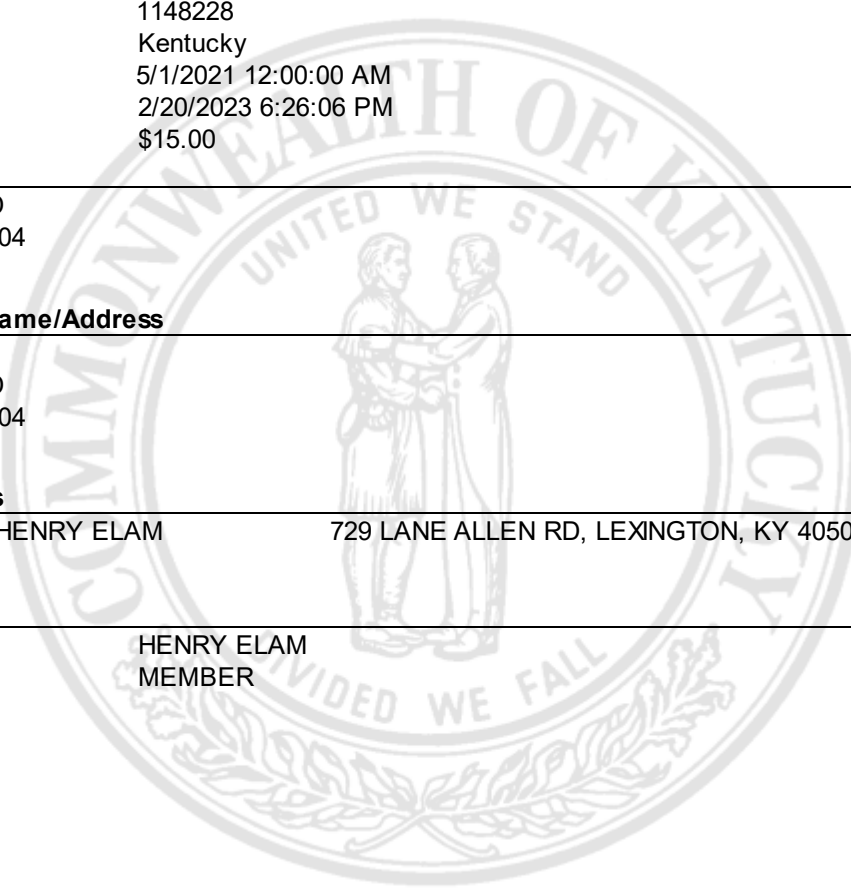 1148228
Kentucky
5/1/2021 12:00:00 AM
2/20/2023 6:26:06 PM
$15.00
04
ame/Address
04
s
HENRY ELAM 729 LANE ALLEN RD, LEXINGTON, KY 4050
HENRY ELAM
MEMBER
COMMONWEALTH OF KENTUCKY
UNITED WE STAND
DIVIDED WE FALL